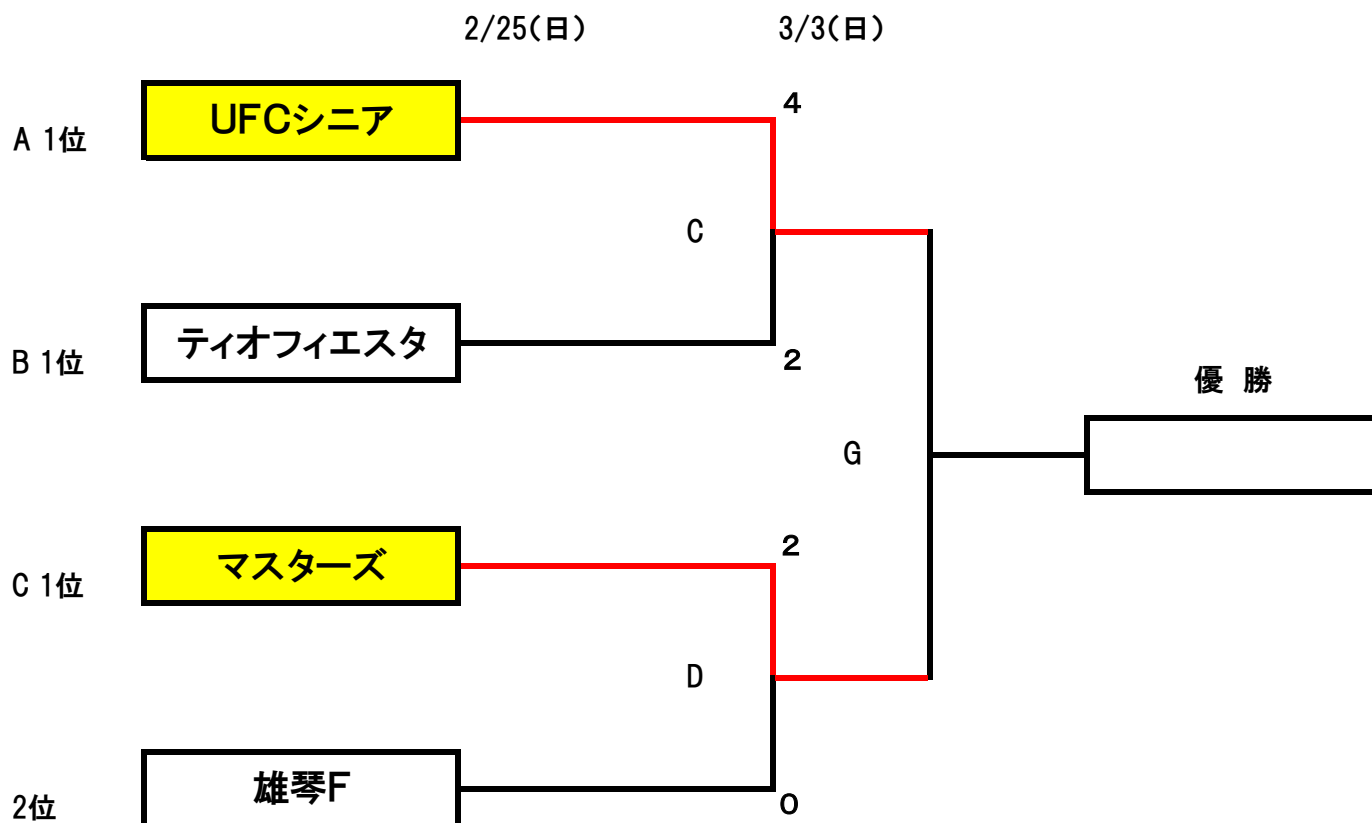 2/25(日) 3/3(日)
4
UFCシニア
A 1位
C
ティオフィエスタ
B 1位
2
優 勝
G
2
マスターズ
C 1位
D
雄琴F
2位
0